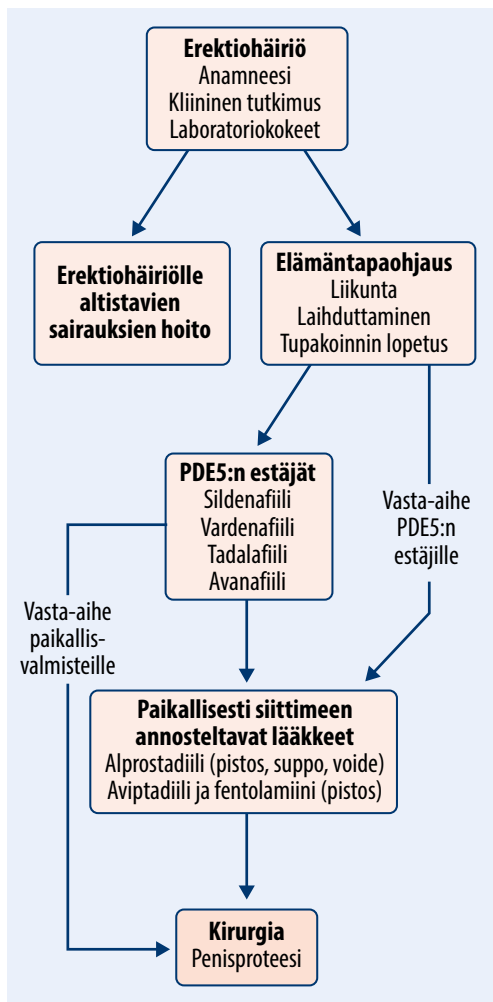 Erektiohäiriö
Anamneesi
Kliininen tutkimus
Laboratoriokokeet
Erektiohäiriölle
altistavien
sairauksien hoito
Elämäntapaohjaus
Liikunta
Laihduttaminen
Tupakoinnin lopetus
PDE5:n estäjät
Sildenafiili
Vardenafiili
Tadalafiili
Avanafiili
Vasta-aihe
PDE5:n
estäjille
Vasta-aihe
paikallis-
valmisteille
Paikallisesti siittimeen
annosteltavat lääkkeet
Alprostadiili (pistos, suppo, voide)
Aviptadiili ja fentolamiini (pistos)
Kirurgia
Penisproteesi